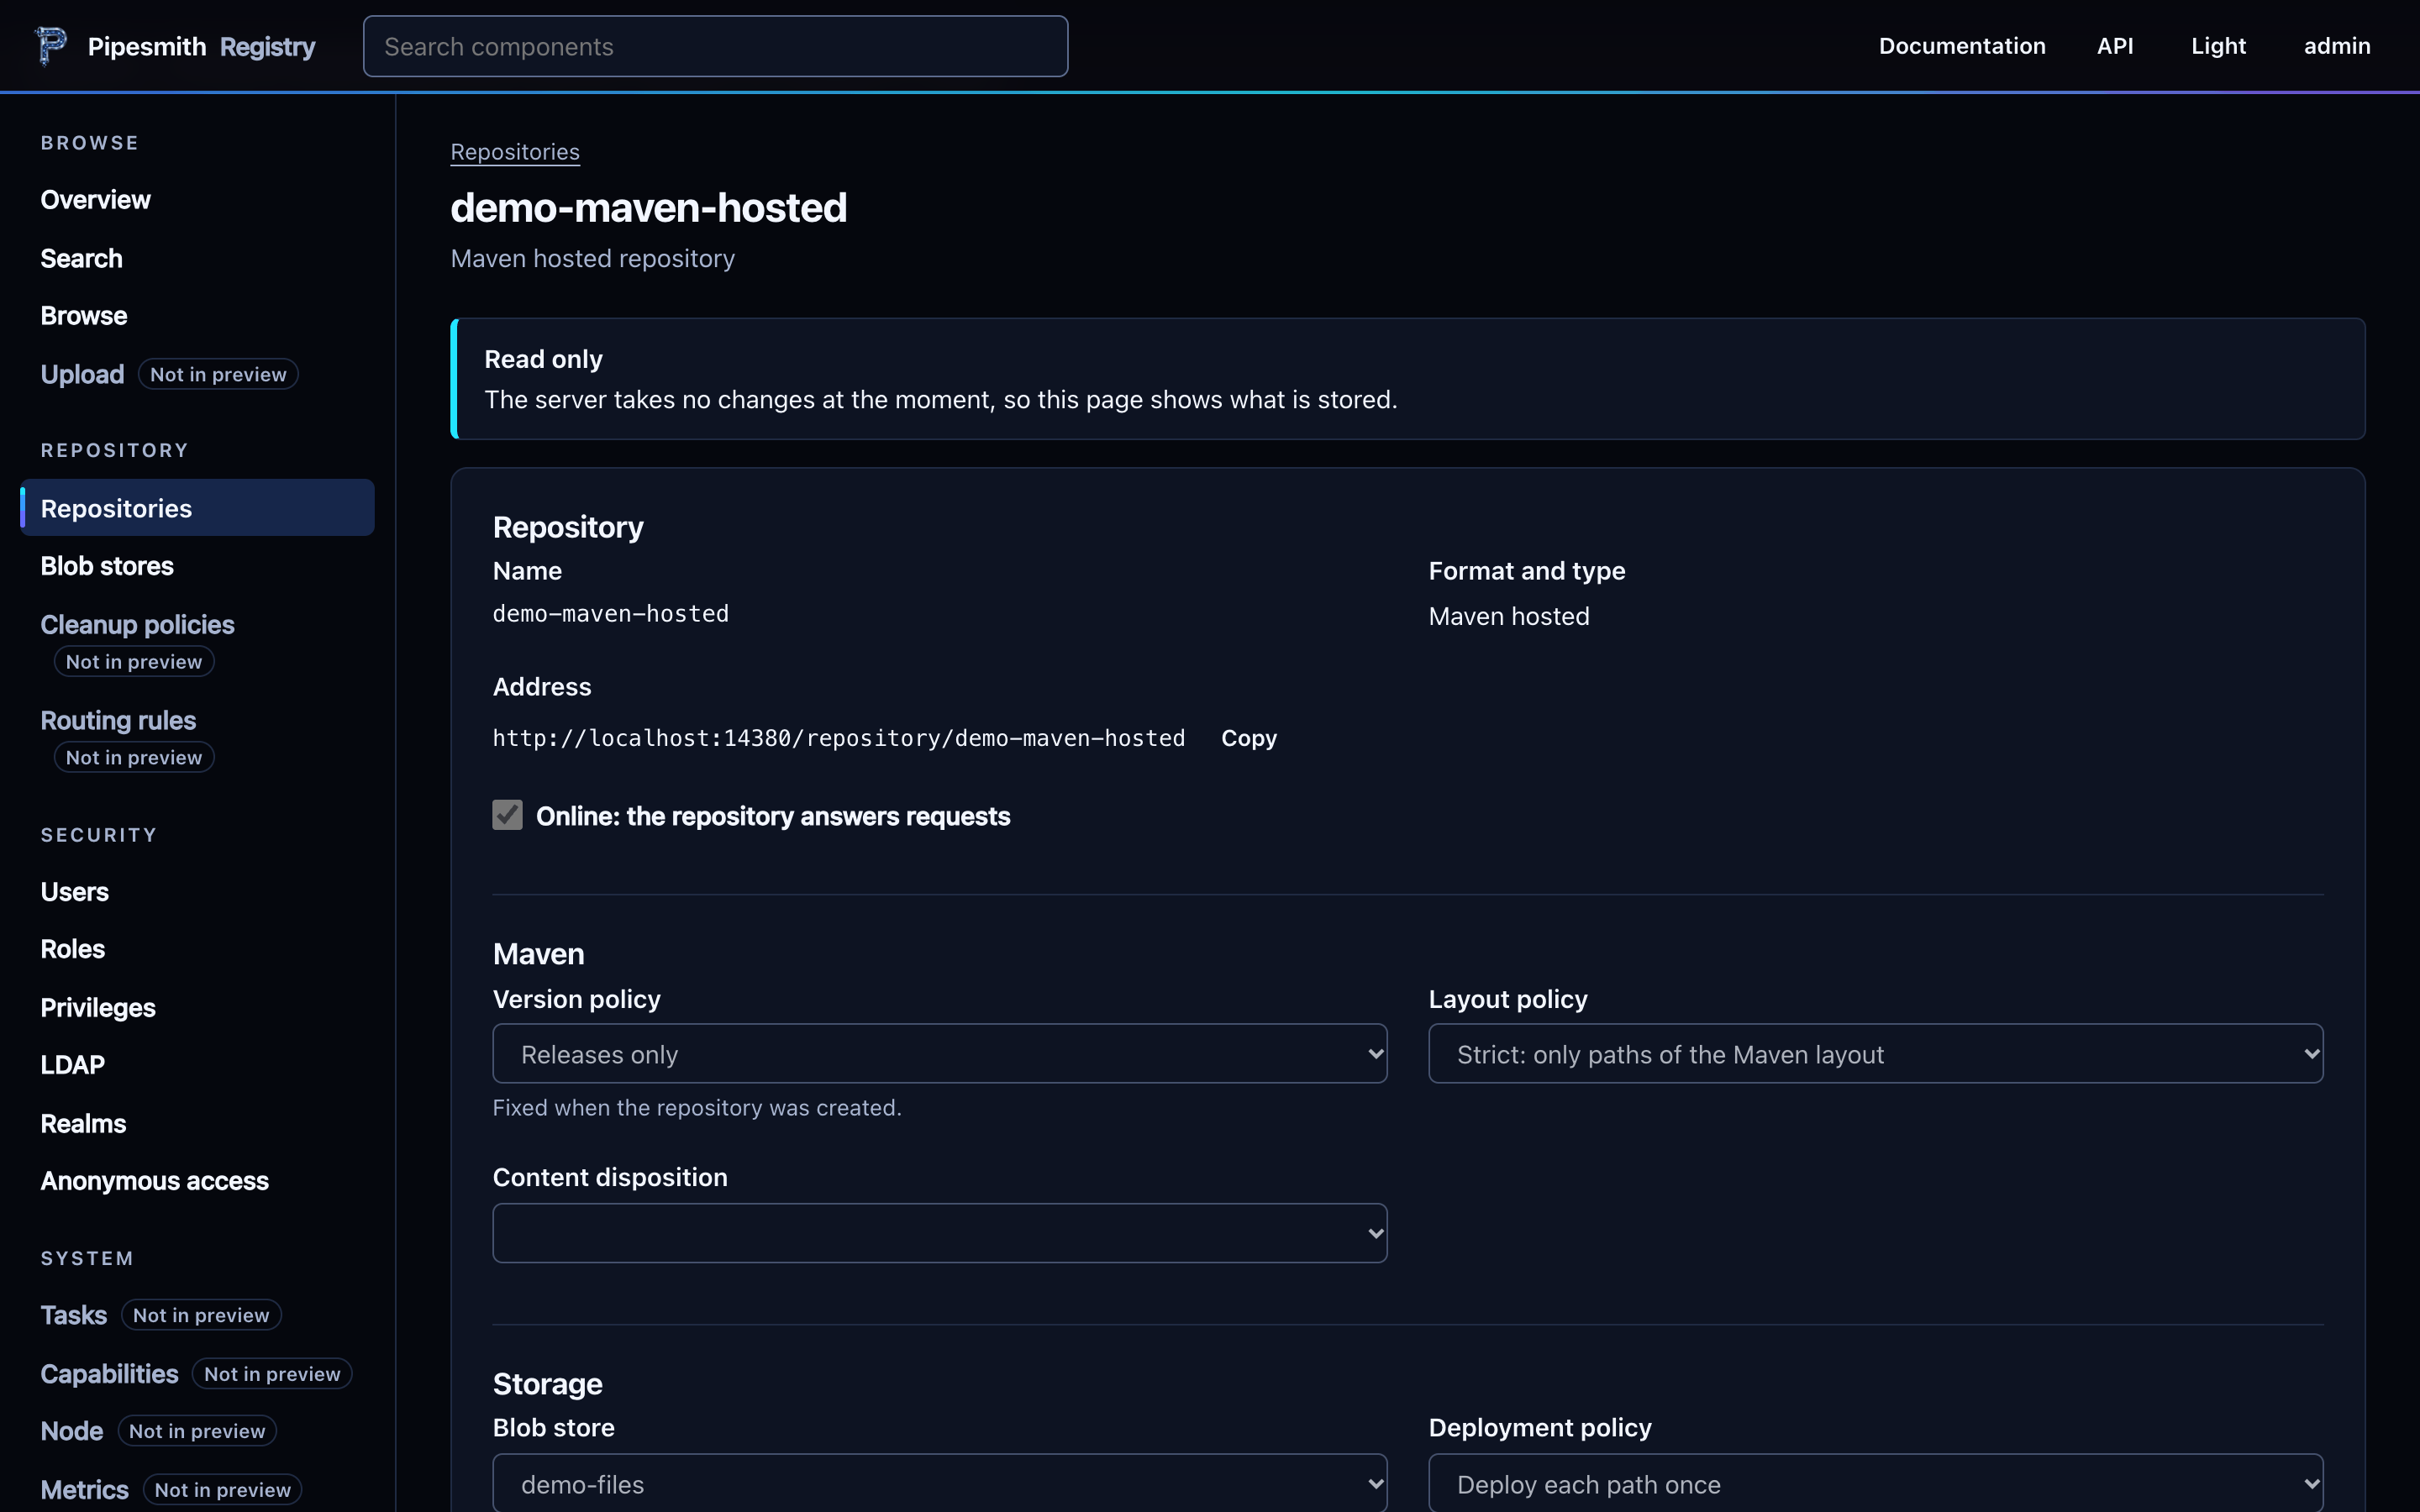 Pipesmith Registry
Search components
Documentation
API
Light
admin
BROWSE
Overview
Search
Browse
Upload Not in preview
REPOSITORY
Repositories
Blob stores
Cleanup policies
Not in preview
Routing rules
Not in preview
SECURITY
Users
Roles
Privileges
LDAP
Realms
Anonymous access
SYSTEM
Tasks Not in preview
Capabilities Not in preview
Node Not in preview
Metrics Not in preview
Repositories
demo-maven-hosted
Maven hosted repository
Read only
The server takes no changes at the moment, so this page shows what is stored.
Repository
Name
demo-maven-hosted
Format and type
Maven hosted
Address
http://localhost:14380/repository/demo-maven-hosted Copy
Online: the repository answers requests
Maven
Version policy
Releases only
Fixed when the repository was created.
Layout policy
Strict: only paths of the Maven layout
Content disposition
Storage
Blob store
demo-files
Deployment policy
Deploy each path once